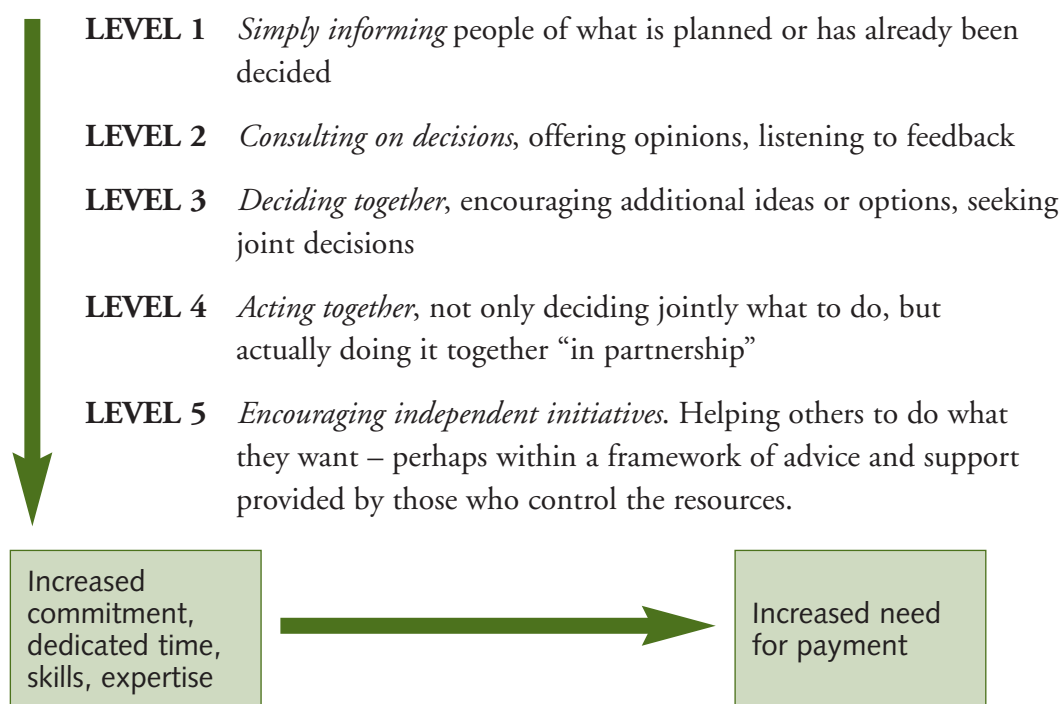 LEVEL 1 Simply informing people of what is planned or has already been
decided
LEVEL 2 Consulting on decisions, offering opinions, listening to feedback
LEVEL 3 Deciding together, encouraging additional ideas or options, seeking
joint decisions
LEVEL 4 Acting together, not only deciding jointly what to do, but
actually doing it together “in partnership”
LEVEL 5 Encouraging independent initiatives. Helping others to do what
they want – perhaps within a framework of advice and support
provided by those who control the resources.
Increased
commitment,
dedicated time,
skills, expertise
Increased need
for payment